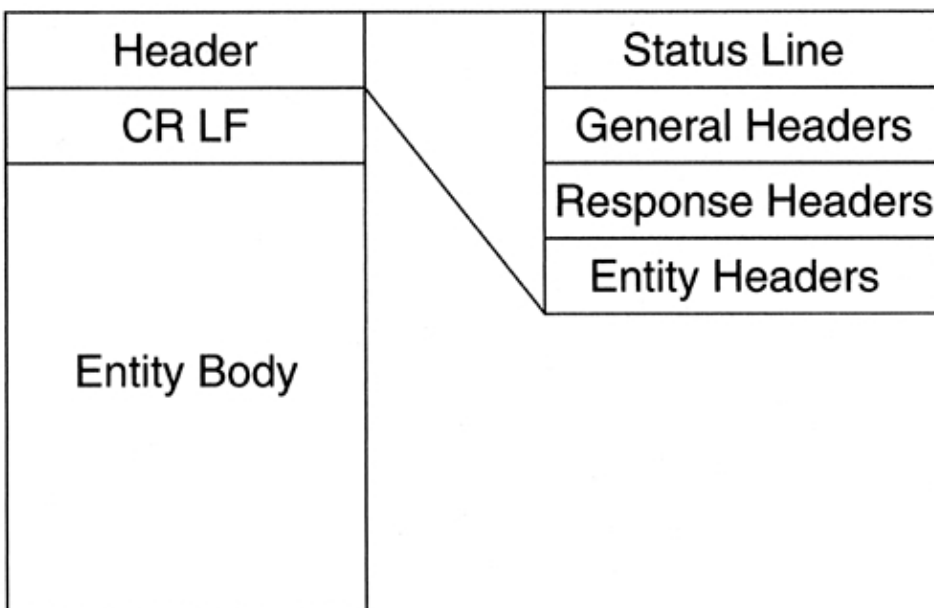 Header
CR LF
Entity Body
Status Line
General Headers
Response Headers
Entity Headers